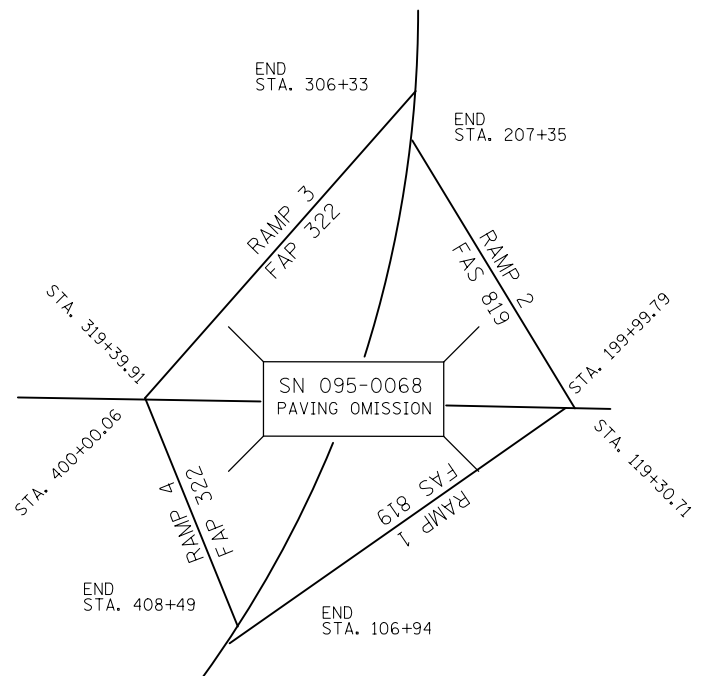 END
STA. 306+33
END
STA. 207+35
RAMP 3
FAP 322
RAMP 2
FAS 819
STA. 319+39.91
STA. 199+99.79
SN 095-0068
PAVING OMISSION
STA. 400+00.06
STA. 119+30.71
RAMP 4
FAP 322
FAS 819
RAMP 1
END
STA. 408+49
END
STA. 106+94